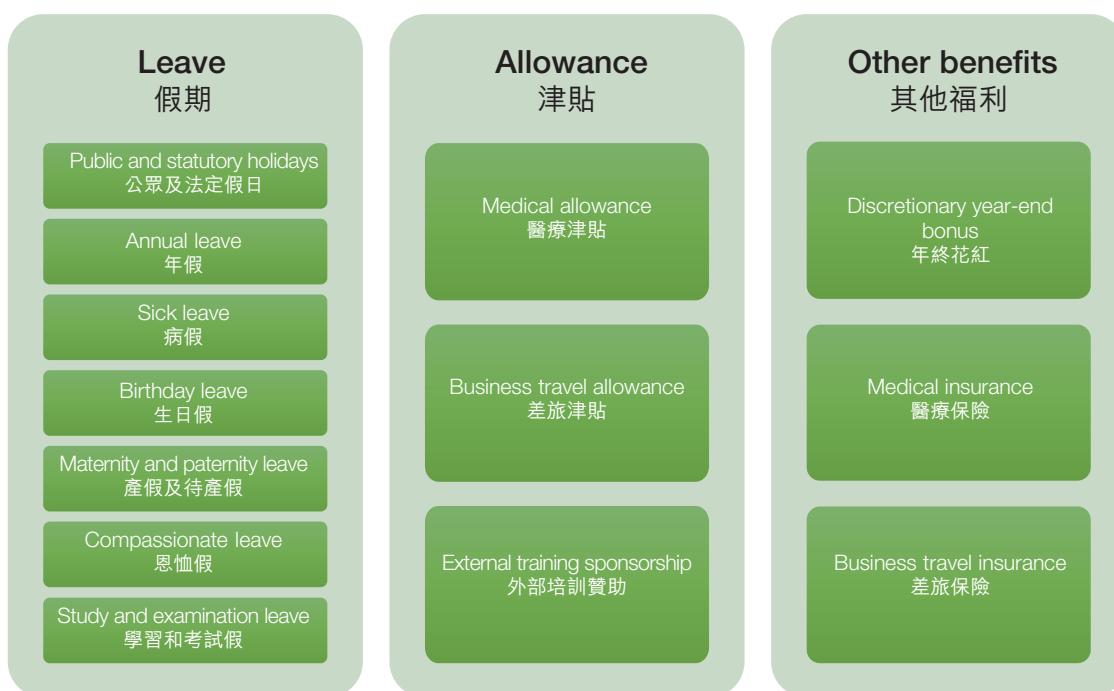 Leave
假期
Public and statutory holidays
公眾及法定假日
Annual leave
年假
Sick leave
病假
Birthday leave
生日假
Maternity and paternity leave
產假及待產假
Compassionate leave
恩恤假
Study and examination leave
學習和考試假
Allowance
津貼
Medical allowance
醫療津貼
Business travel allowance
差旅津貼
External training sponsorship
外部培訓贊助
Other benefits
其他福利
Discretionary year-end
bonus
年終花紅
Medical insurance
醫療保險
Business travel insurance
差旅保險